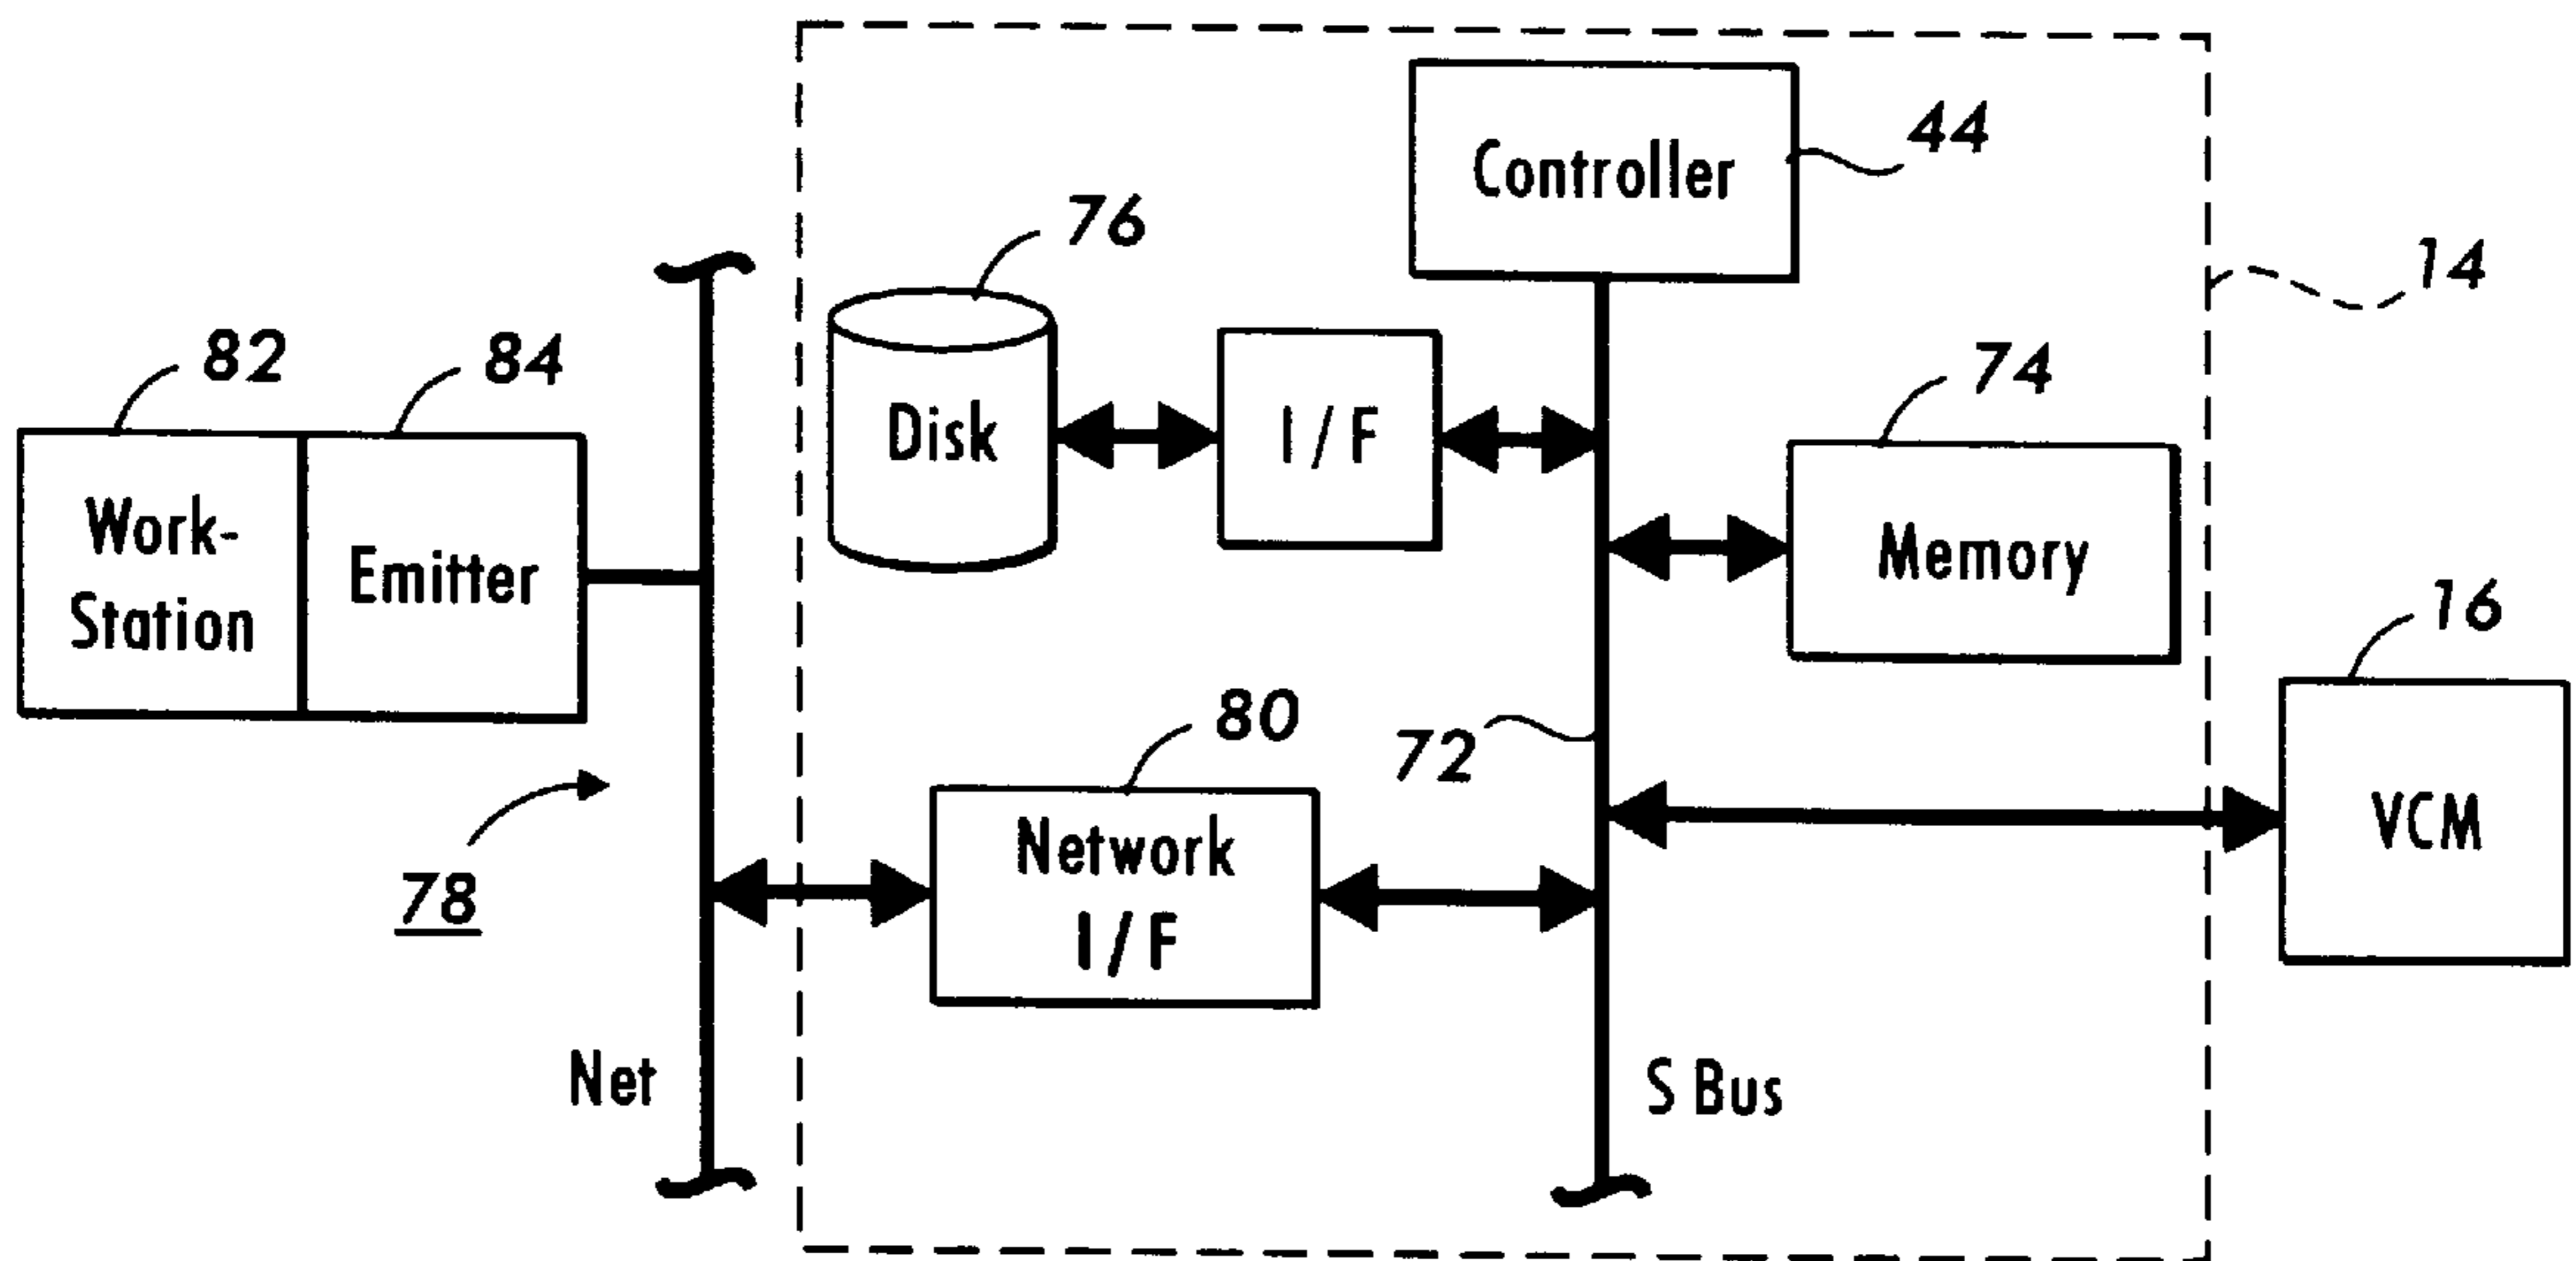 Controller
44
76
14
82
84
74
Disk
I/F
Work-
Station
Emitter
Memory
16
80
72
Network
I/F
VCM
78
Net
S Bus